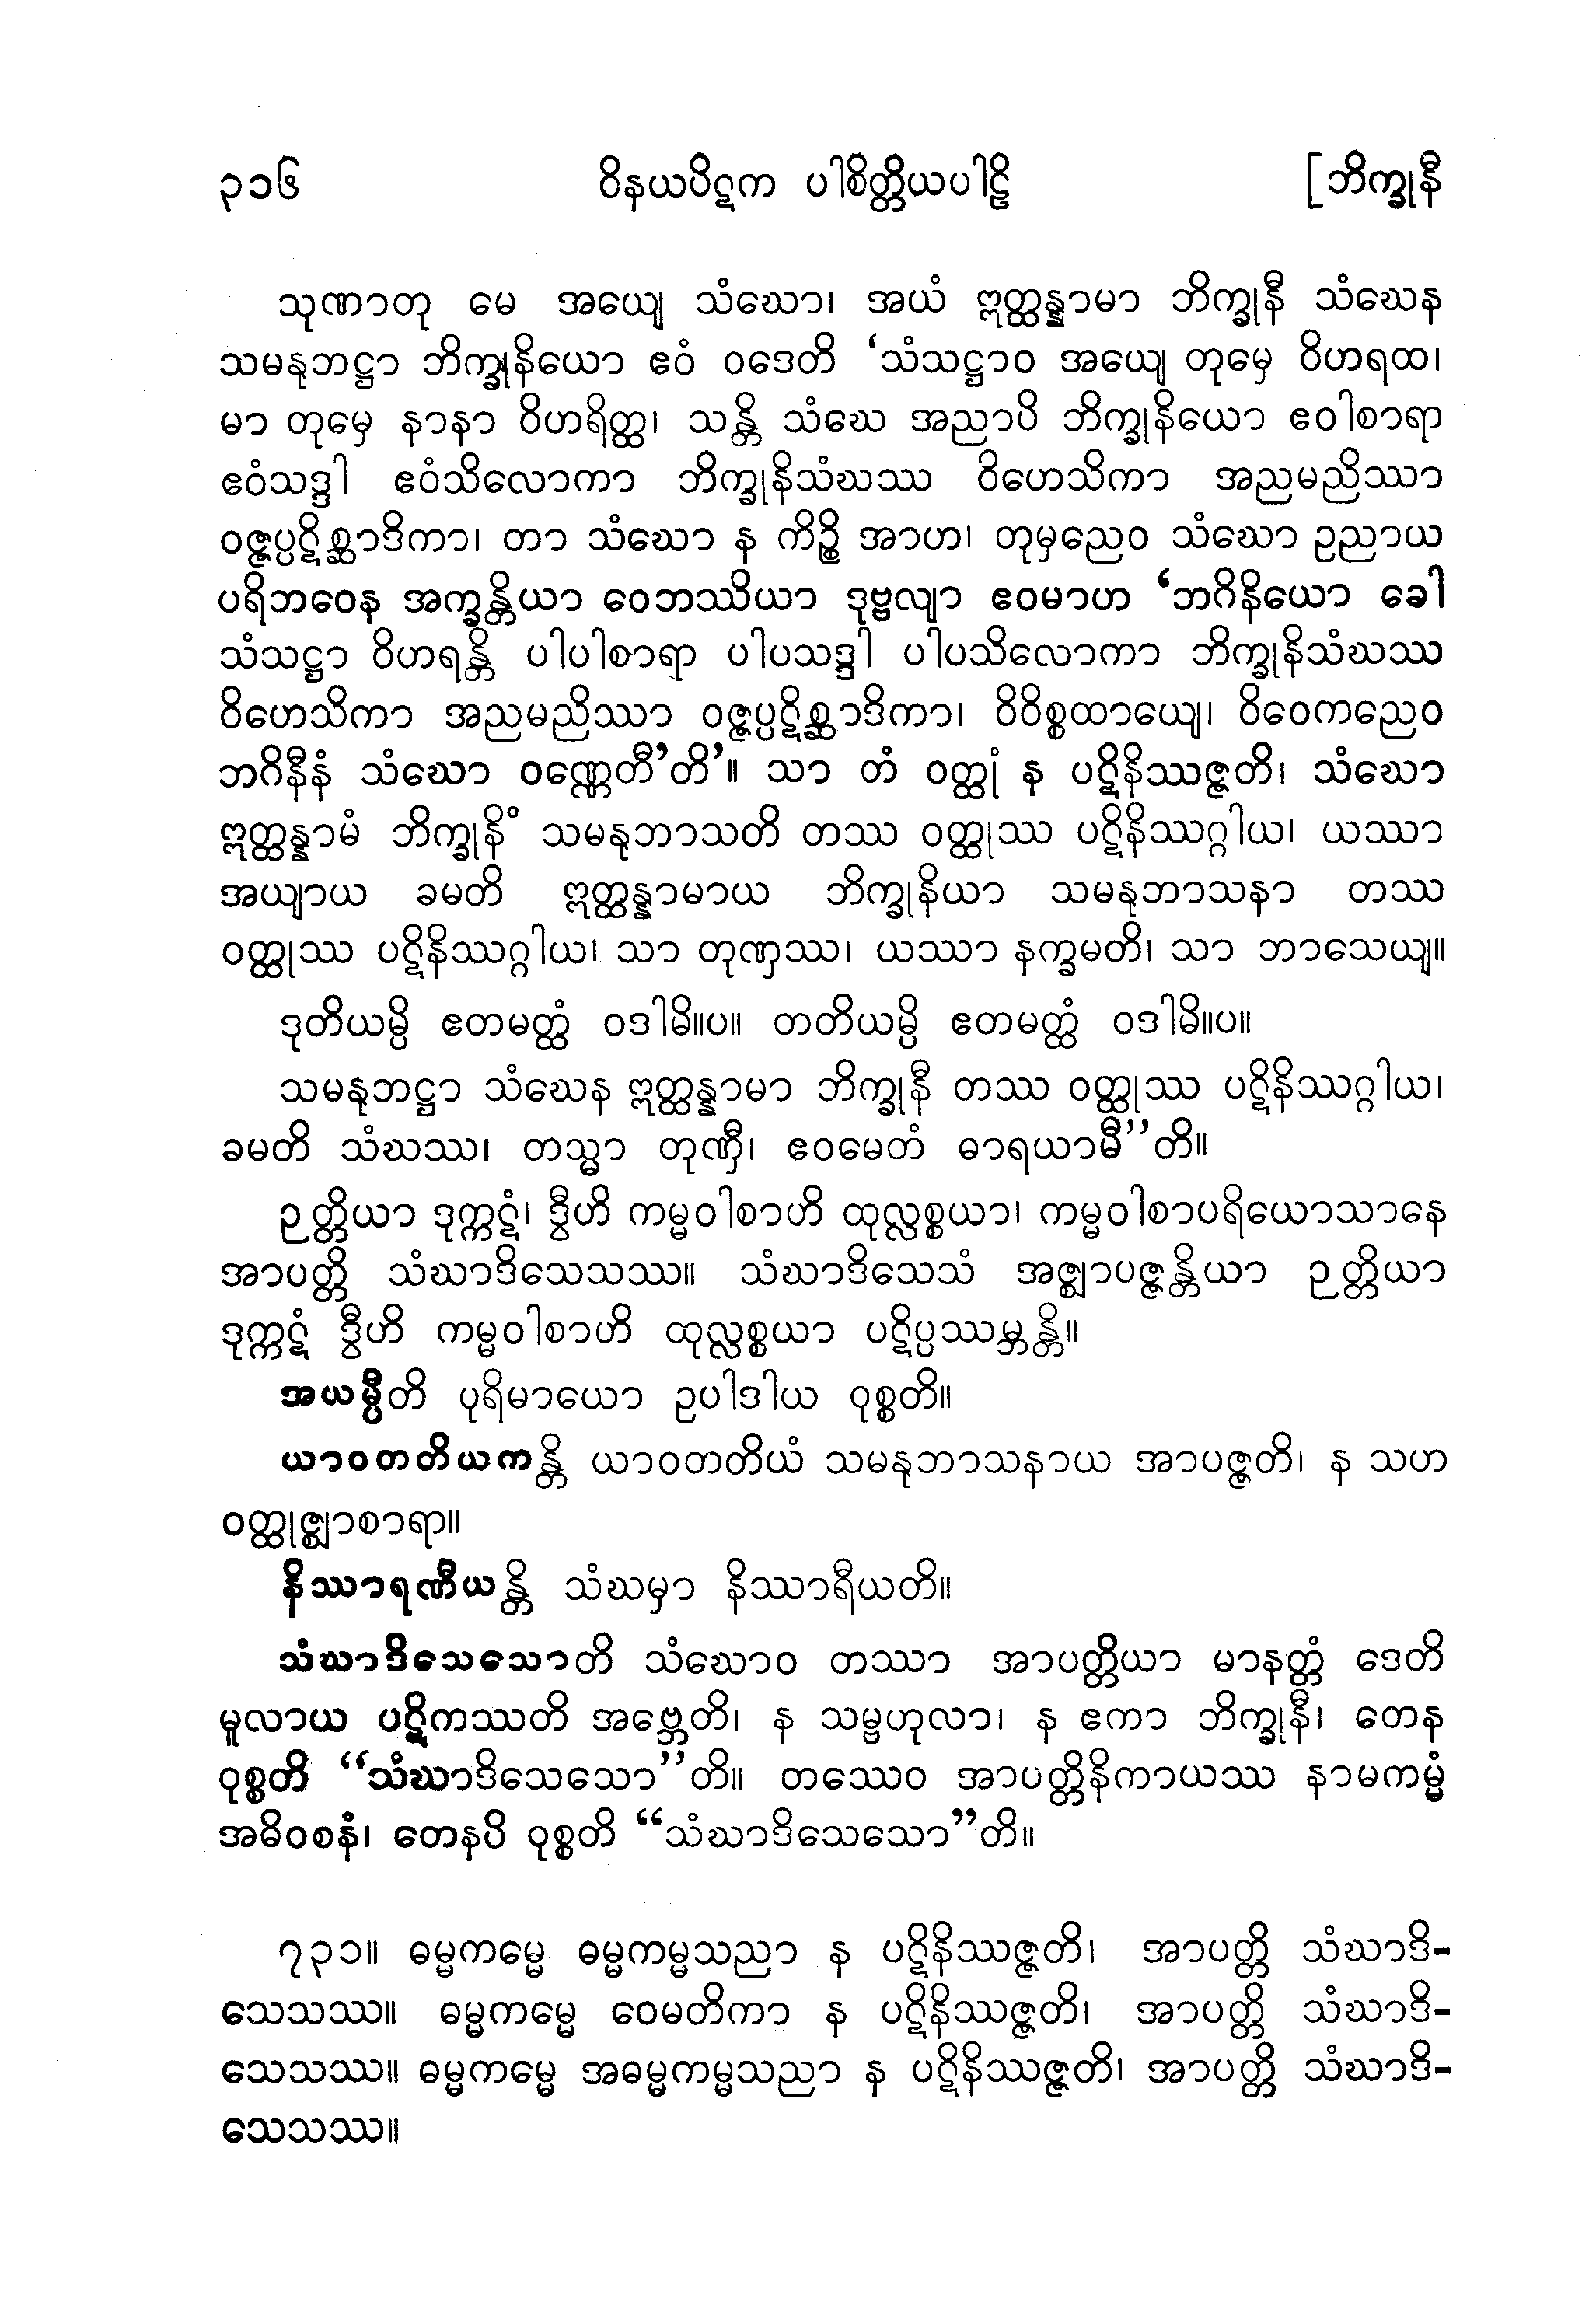 ၃၁၆ ဝိနယပိဋက ပါစိတ္တိယပါဠိ [ဘိက္ခုနီ
သုဏာတု မေ အယျေ သံဃော၊ အယံ ဣတ္ထန္နာမာ ဘိက္ခုနီ သံဃေန
သမနုဘဋ္ဌာ ဘိက္ခုနိယော ဧဝံ ဝဒေတိ ‘သံသဋ္ဌာဝ အယျေ တုမှေ ဝိဟရထ၊
မာ တုမှေ နာနာ ဝိဟရိတ္ထ၊ သန္တိ သံဃေ အညာပိ ဘိက္ခုနိယော ဧဝါစာရာ
ဧဝံသဒ္ဒါ ဧဝံသိလောကာ ဘိက္ခုနိသံဃဿ ဝိဟေသိကာ အညမညိဿာ
ဝဇ္ဇပ္ပဋိစ္ဆာဒိကာ၊ တာ သံဃော န ကိဉ္စိ အာဟ၊ တုမှညေဝ သံဃော ဥညာယ
ပရိဘဝေန အက္ခန္တိယာ ဝေဘဿိယာ ဒုဗ္ဗလျာ ဧဝမာဟ ‘ဘဂိနိယော ခေါ
သံသဋ္ဌာ ဝိဟရန္တိ ပါပါစာရာ ပါပသဒ္ဒါ ပါပသိလောကာ ဘိက္ခုနိသံဃဿ
ဝိဟေသိကာ အညမညိဿာ ဝဇ္ဇပ္ပဋိစ္ဆာဒိကာ၊ ဝိဝိစ္စထာယျေ၊ ဝိဝေကညေဝ
ဘဂိနီနံ သံဃော ဝဏ္ဏေတီ’တိ’။ သာ တံ ဝတ္ထုံ န ပဋိနိဿဇ္ဇတိ၊ သံဃော
ဣတ္ထန္နာမံ ဘိက္ခုနိံ သမနုဘာသတိ တဿ ဝတ္ထုဿ ပဋိနိဿဂ္ဂါယ၊ ယဿာ
အယျာယ ခမတိ ဣတ္ထန္နာမာယ ဘိက္ခုနိယာ သမနုဘာသနာ တဿ
ဝတ္ထုဿ ပဋိနိဿဂ္ဂါယ၊ သာ တုဏှဿ၊ ယဿာ နက္ခမတိ၊ သာ ဘာသေယျ။
ဒုတိယမ္ပိ ဧတမတ္ထံ ဝဒါမိ။ပ။ တတိယမ္ပိ ဧတမတ္ထံ ဝဒါမိ။ပ။
သမနုဘဋ္ဌာ သံဃေန ဣတ္ထန္နာမာ ဘိက္ခုနီ တဿ ဝတ္ထုဿ ပဋိနိဿဂ္ဂါယ၊
ခမတိ သံဃဿ၊ တသ္မာ တုဏှီ၊ ဧဝမေတံ ဓာရယာမီ”တိ။
ဉတ္တိယာ ဒုက္ကဋံ၊ ဒွီဟိ ကမ္မဝါစာဟိ ထုလ္လစ္စယာ၊ ကမ္မဝါစာပရိယောသာနေ
အာပတ္တိ သံဃာဒိသေသဿ။ သံဃာဒိသေသံ အဇ္ဈာပဇ္ဇန္တိယာ ဉတ္တိယာ
ဒုက္ကဋံ ဒွီဟိ ကမ္မဝါစာဟိ ထုလ္လစ္စယာ ပဋိပ္ပဿမ္ဘန္တိ။
အယမ္ပီတိ ပုရိမာယော ဥပါဒါယ ဝုစ္စတိ။
ယာဝတတိယကန္တိ ယာဝတတိယံ သမနုဘာသနာယ အာပဇ္ဇတိ၊ န သဟ
ဝတ္ထုဇ္ဈာစာရာ။
နိဿာရဏီယန္တိ သံဃမှာ နိဿာရီယတိ။
သံဃာဒိသေသောတိ သံဃောဝ တဿာ အာပတ္တိယာ မာနတ္တံ ဒေတိ
မူလာယ ပဋိကဿတိ အဗ္ဘေတိ၊ န သမ္ဗဟုလာ၊ န ဧကာ ဘိက္ခုနီ၊ တေန
ဝုစ္စတိ “သံဃာဒိသေသော”တိ။ တဿေဝ အာပတ္တိနိကာယဿ နာမကမ္မံ
အဓိဝစနံ၊ တေနပိ ဝုစ္စတိ “သံဃာဒိသေသော”တိ။
၇၃၁။ ဓမ္မကမ္မေ ဓမ္မကမ္မသညာ န ပဋိနိဿဇ္ဇတိ၊ အာပတ္တိ သံဃာဒိ-
သေသဿ။ ဓမ္မကမ္မေ ဝေမတိကာ န ပဋိနိဿဇ္ဇတိ၊ အာပတ္တိ သံဃာဒိ-
သေသဿ။ ဓမ္မကမ္မေ အဓမ္မကမ္မသညာ န ပဋိနိဿဇ္ဇတိ၊ အာပတ္တိ သံဃာဒိ-
သေသဿ။